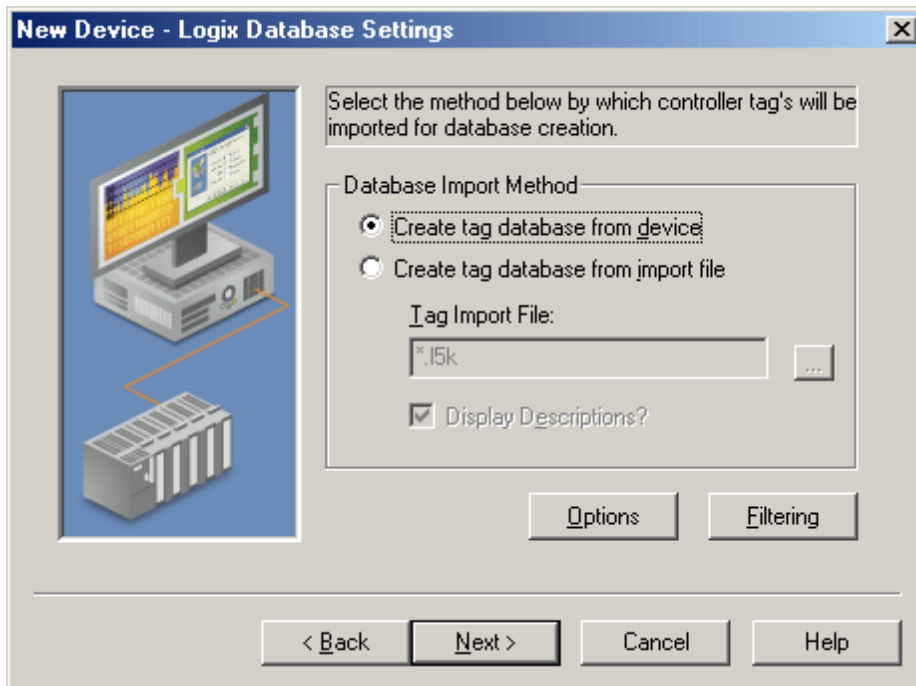 New Device - Logix Database Settings
Select the method below by which controller tag's will be
imported for database creation.
Database Import Method
Create tag database from device
Create tag database from import file
Tag Import File:
*.l5k
...
Display Descriptions?
Options
Filtering
< Back
Next >
Cancel
Help